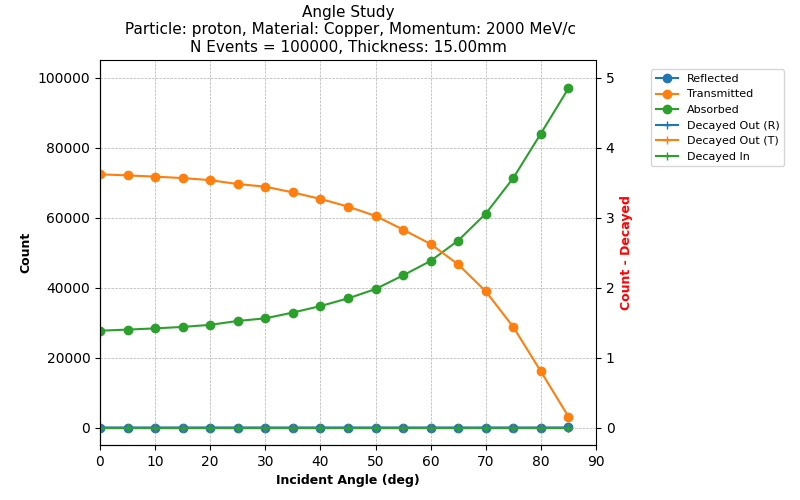 Angle Study
Particle: proton, Material: Copper, Momentum: 2000 MeV/c
N Events = 100000, Thickness: 15.00mm
100000
80000
60000
40000
20000
0
Count
5
4
3
2
1
0
Count - Decayed
0 10 20 30 40 50 60 70 80 90
Incident Angle (deg)
Reflected
Transmitted
Absorbed
Decayed Out (R)
Decayed Out (T)
Decayed In